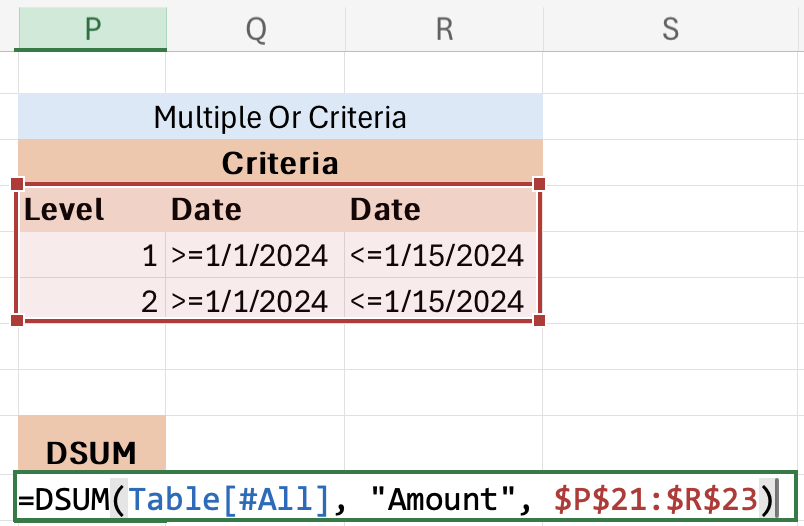 P Q R S
Multiple Or Criteria
Criteria
Level Date Date
1 >=1/1/2024 <=1/15/2024
2 >=1/1/2024 <=1/15/2024
DSUM
=DSUM(Table[#All], "Amount", $P$21:$R$23)